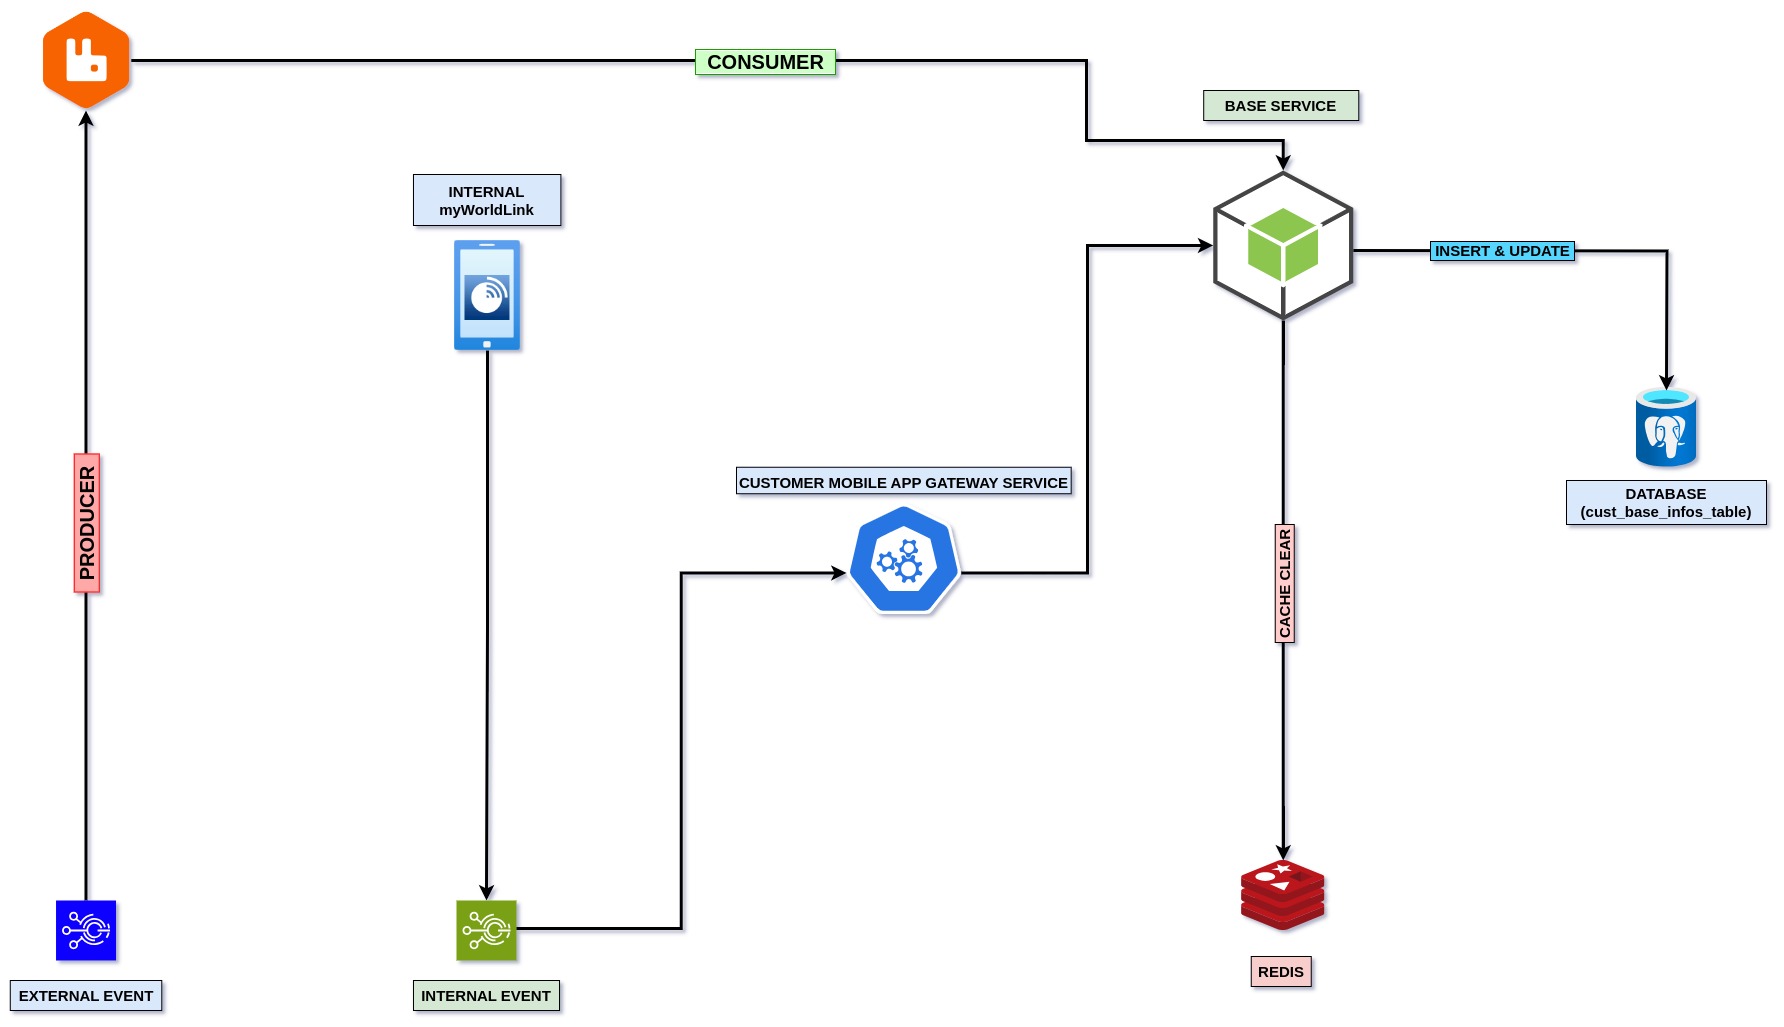 CONSUMER
BASE SERVICE
INTERNAL
myWorldLink
INSERT & UPDATE
PRODUCER
CUSTOMER MOBILE APP GATEWAY SERVICE
DATABASE
(cust_base_infos_table)
CACHE CLEAR
REDIS
EXTERNAL EVENT
INTERNAL EVENT